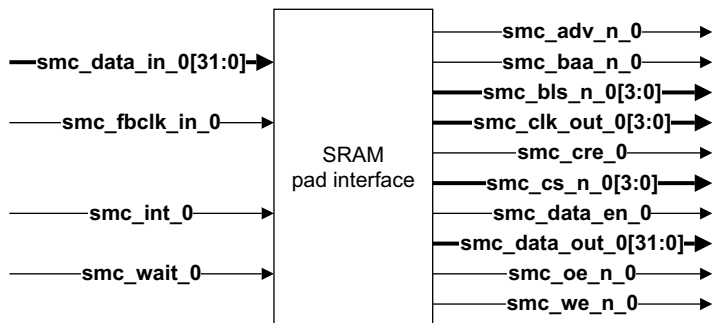 smc_data_in_0[31:0]
smc_fbclk_in_0
smc_int_0
smc_wait_0
SRAM
pad interface
smc_adv_n_0
smc_baa_n_0
smc_bls_n_0[3:0]
smc_clk_out_0[3:0]
smc_cre_0
smc_cs_n_0[3:0]
smc_data_en_0
smc_data_out_0[31:0]
smc_oe_n_0
smc_we_n_0